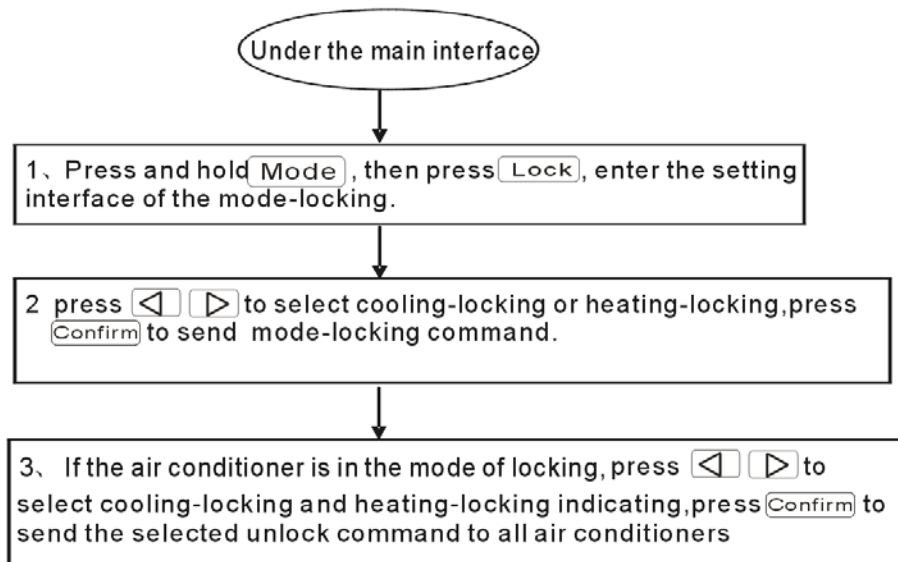 Under the main interface
1、Press and hold Mode , then press Lock , enter the setting
interface of the mode-locking.
2 press ◁ ▷ to select cooling-locking or heating-locking,press
Confirm to send mode-locking command.
3、 If the air conditioner is in the mode of locking, press ◁ ▷ to
select cooling-locking and heating-locking indicating,press Confirm to
send the selected unlock command to all air conditioners